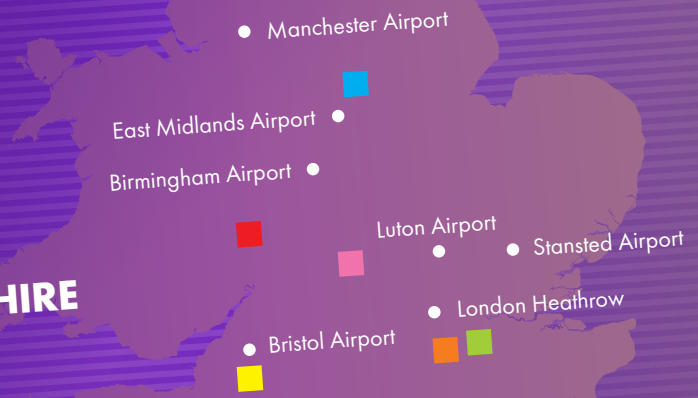 Manchester Airport
East Midlands Airport
Birmingham Airport
Luton Airport
Stansted Airport
HIRE
London Heathrow
Bristol Airport